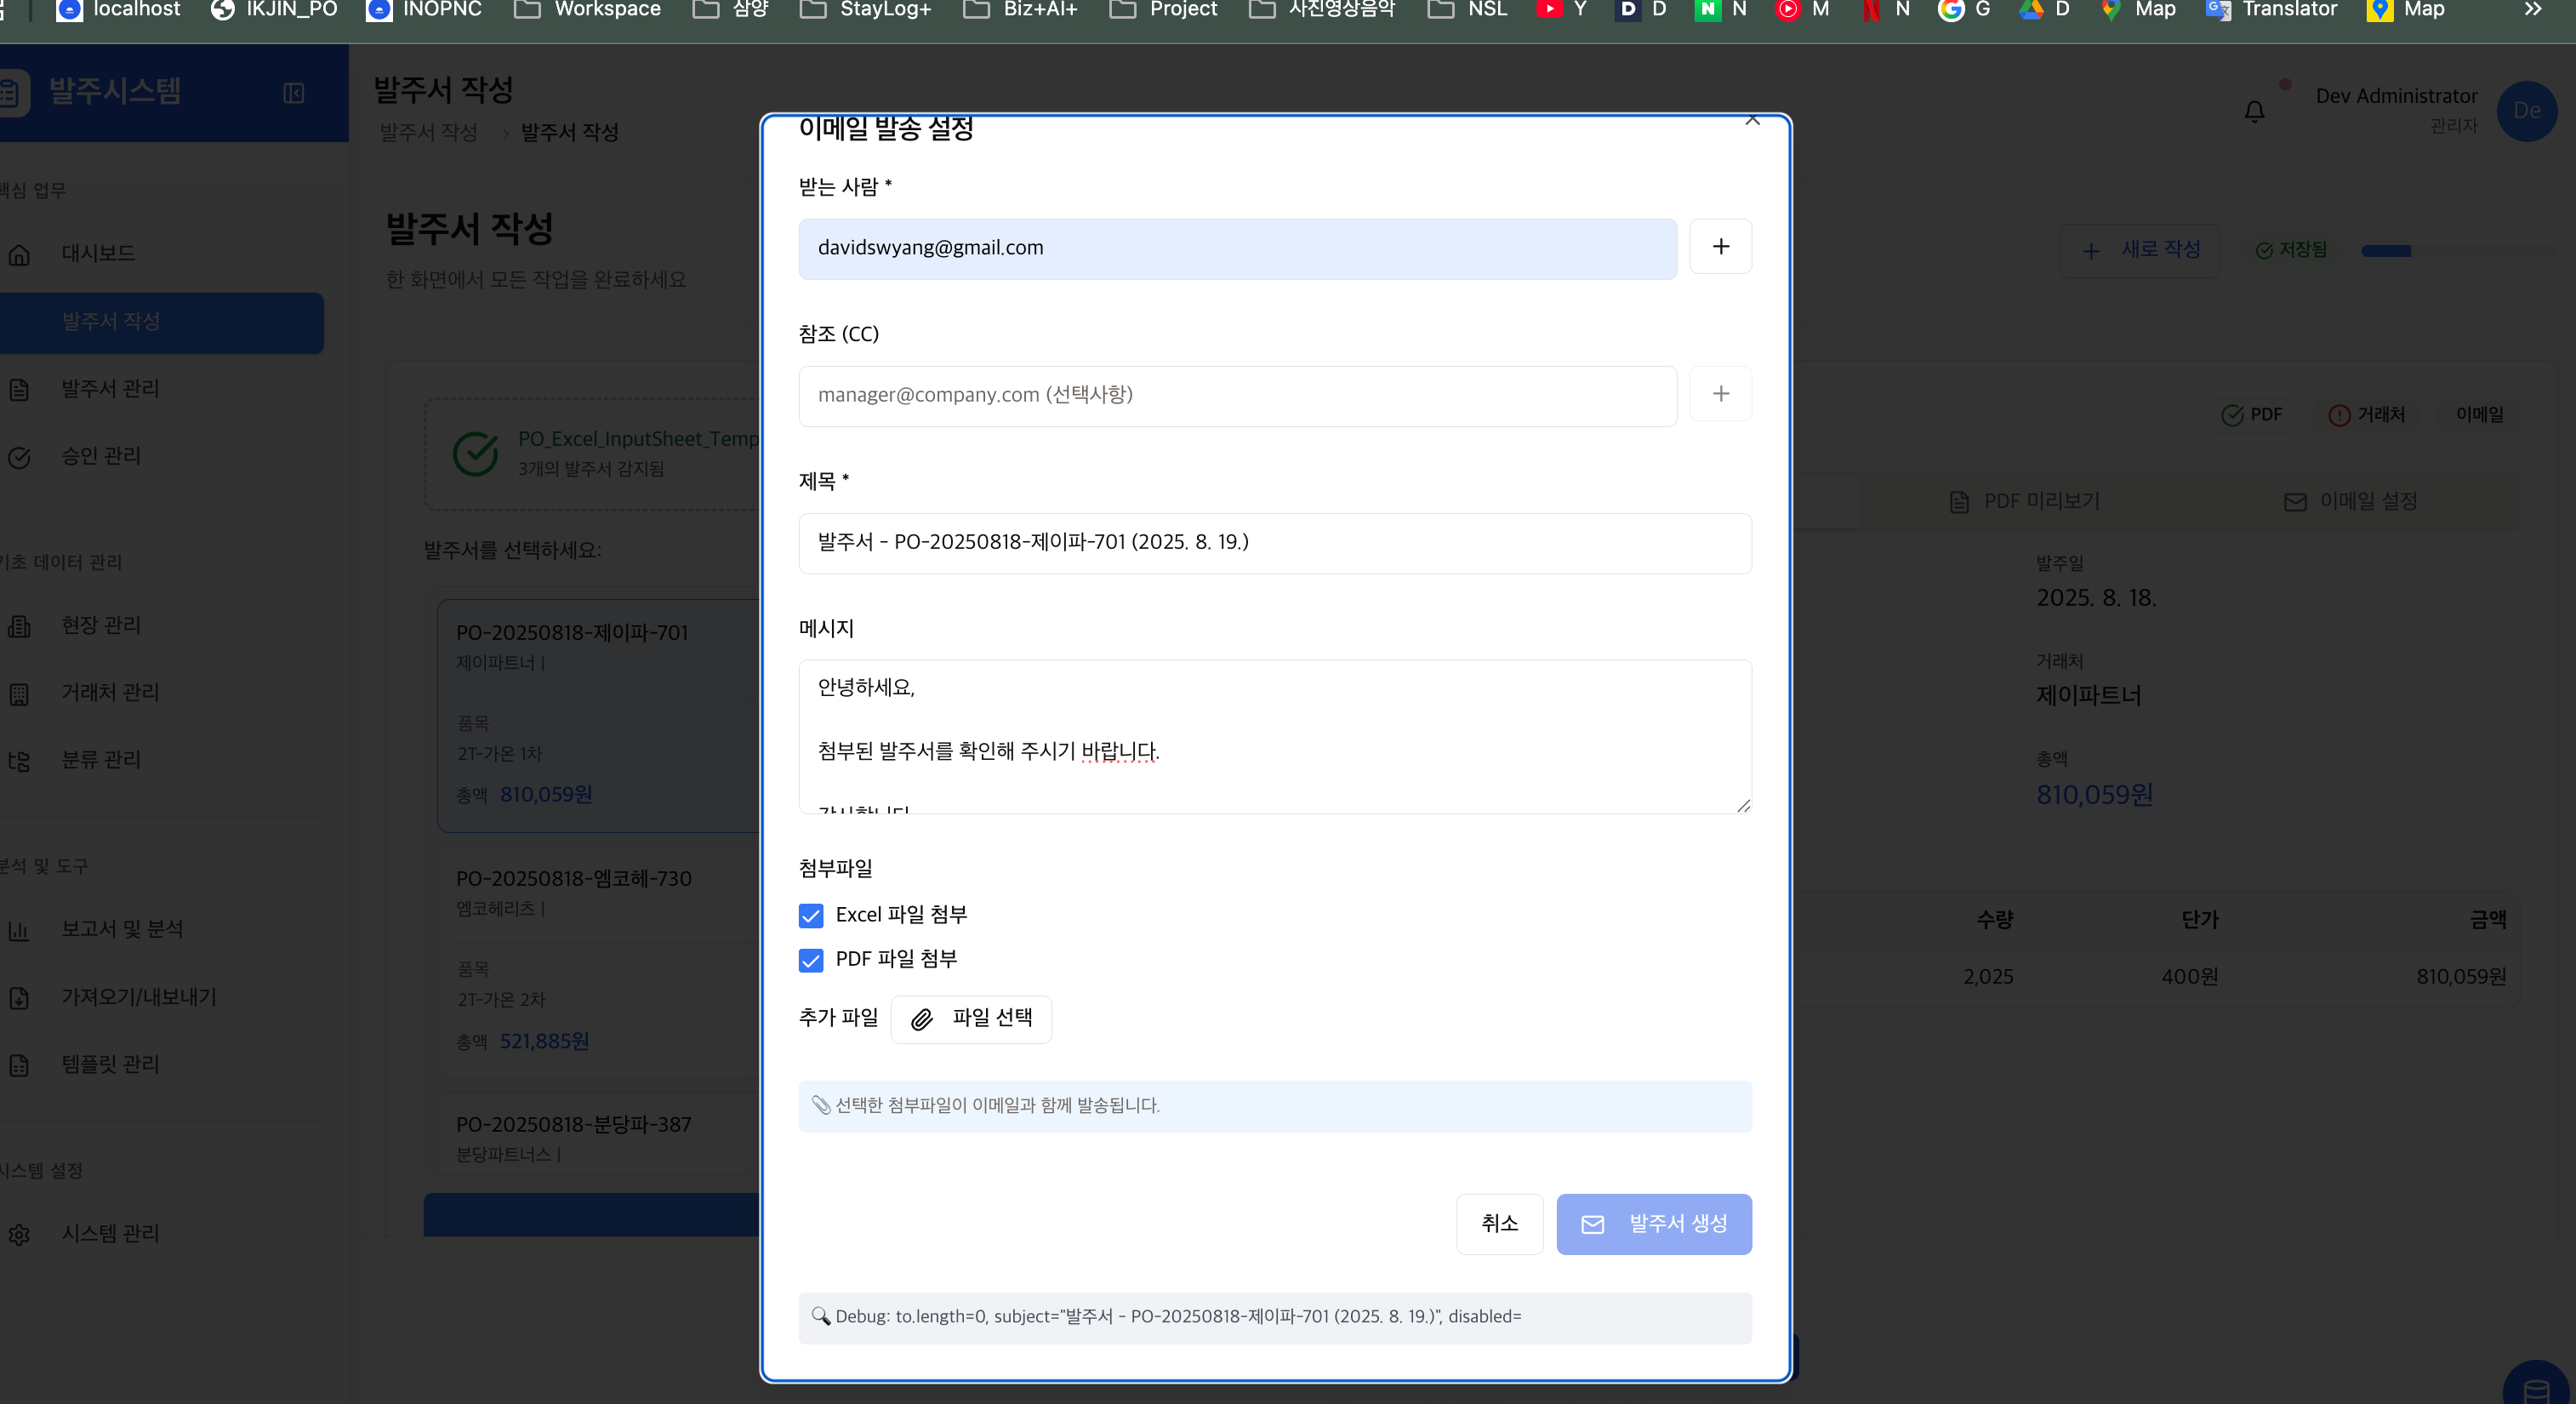 localhost IKJIN_PO INOPNC Workspace 삼양 StayLog+ Biz+AI+ Project 사진영상음악 NSL Y D N M N G D Map Translator Map
발주시스템
발주서 작성
발주서 작성 > 발주서 작성
Dev Administrator
관리자
De
핵심 업무
대시보드
발주서 작성
발주서 관리
승인 관리
기초 데이터 관리
현장 관리
거래처 관리
분류 관리
분석 및 도구
보고서 및 분석
가져오기/내보내기
템플릿 관리
시스템 설정
시스템 관리
발주서 작성
한 화면에서 모든 작업을 완료하세요
새로 작성
저장됨
PO_Excel_InputSheet_Temp
3개의 발주서 감지됨
발주서를 선택하세요:
PO-20250818-제이파-701
제이파트너 |
품목
2T-가온 1차
총액 810,059원
PO-20250818-엠코헤-730
엠코헤리츠 |
품목
2T-가온 2차
총액 521,885원
PO-20250818-분당파-387
분당파트너스 |
이메일 발송 설정
받는 사람 *
davidswyang@gmail.com
참조 (CC)
manager@company.com (선택사항)
제목 *
발주서 - PO-20250818-제이파-701 (2025. 8. 19.)
메시지
안녕하세요,
첨부된 발주서를 확인해 주시기 바랍니다.
첨부파일
Excel 파일 첨부
PDF 파일 첨부
추가 파일 파일 선택
📎 선택한 첨부파일이 이메일과 함께 발송됩니다.
취소 발주서 생성
🔍 Debug: to.length=0, subject="발주서 - PO-20250818-제이파-701 (2025. 8. 19.)", disabled=
PDF 거래처 이메일
PDF 미리보기 이메일 설정
발주일
2025. 8. 18.
거래처
제이파트너
총액
810,059원
수량 단가 금액
2,025 400원 810,059원